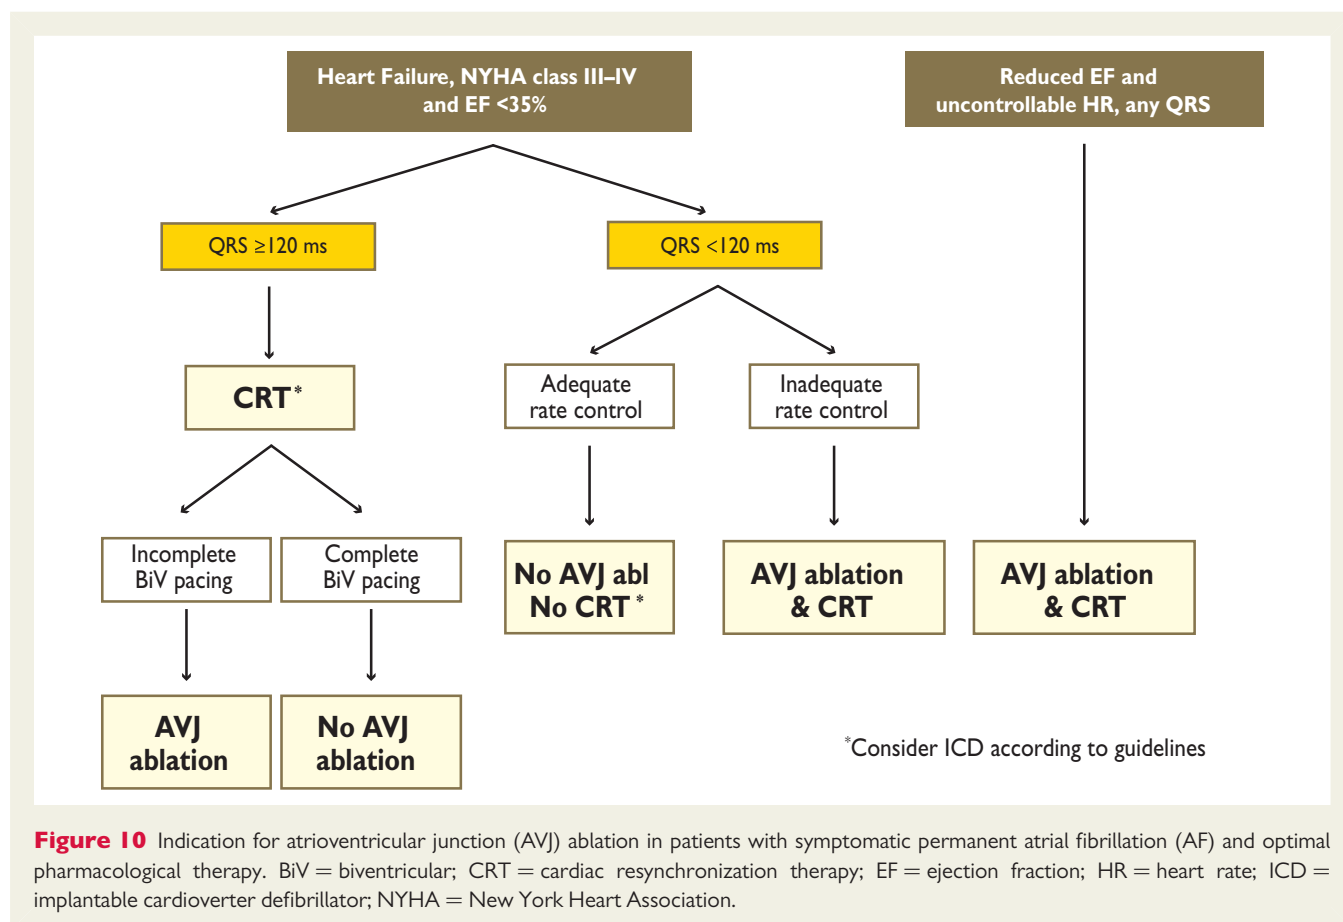 Heart Failure, NYHA class III–IV
and EF <35%
Reduced EF and
uncontrollable HR, any QRS
QRS ≥120 ms
QRS <120 ms
CRT*
Adequate
rate control
Inadequate
rate control
Incomplete
BiV pacing
Complete
BiV pacing
No AVJ abl
No CRT *
AVJ ablation
& CRT
AVJ ablation
& CRT
AVJ
ablation
No AVJ
ablation
*Consider ICD according to guidelines
Figure 10 Indication for atrioventricular junction (AVJ) ablation in patients with symptomatic permanent atrial fibrillation (AF) and optimal
pharmacological therapy. BiV = biventricular; CRT = cardiac resynchronization therapy; EF = ejection fraction; HR = heart rate; ICD =
implantable cardioverter defibrillator; NYHA = New York Heart Association.